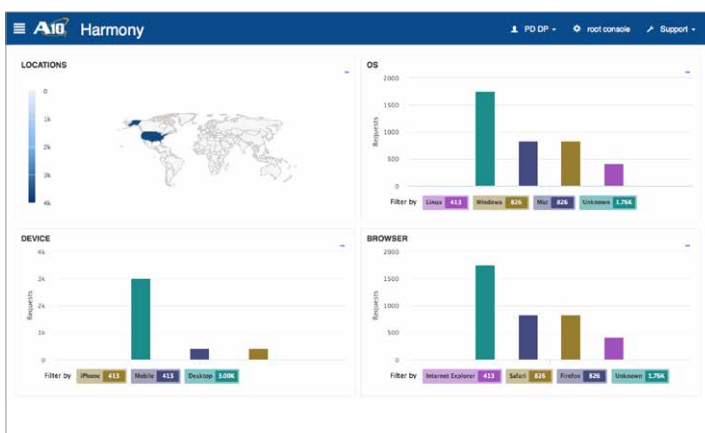 A10 Harmony PD DP root console Support
LOCATIONS
0
1k
2k
3k
4k
OS
2000
1500
1000
500
0
Requests
Filter by Linux 413 Windows 826 Mac 826 Unknown 1.76K
DEVICE
4k
3k
2k
1k
0
Requests
Filter by iPhone 413 Mobile 413 Desktop 3.00K
BROWSER
2000
1500
1000
500
0
Requests
Filter by Internet Explorer 413 Safari 826 Firefox 826 Unknown 1.76K